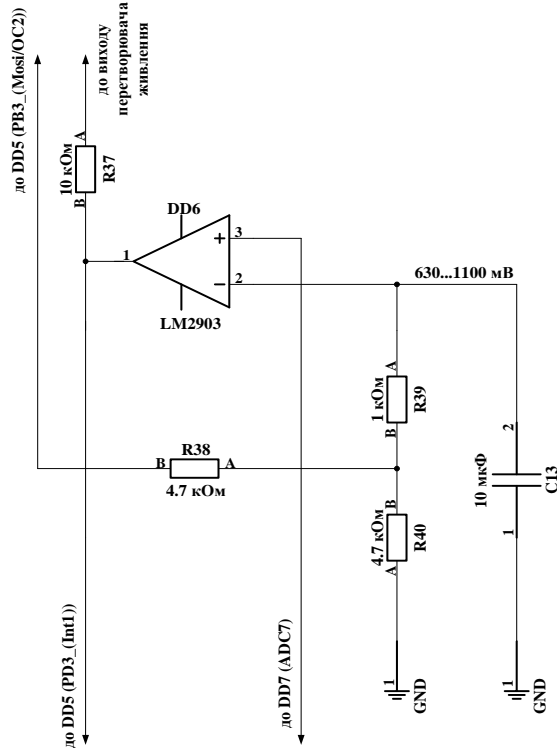 до DD5 (PB3_(Mosi/OC2))
до виходу
перетворювача
живлення
A
10 кОм
R37
B
DD6
1
+
3
−
2
LM2903
630...1100 мВ
A
1 кОм
R39
B
R38
B
A
4.7 кОм
B
4.7 кОм
R40
A
2
10 мкФ
C13
1
до DD5 (PD3_(Int1))
до DD7 (ADC7)
1
GND
1
GND